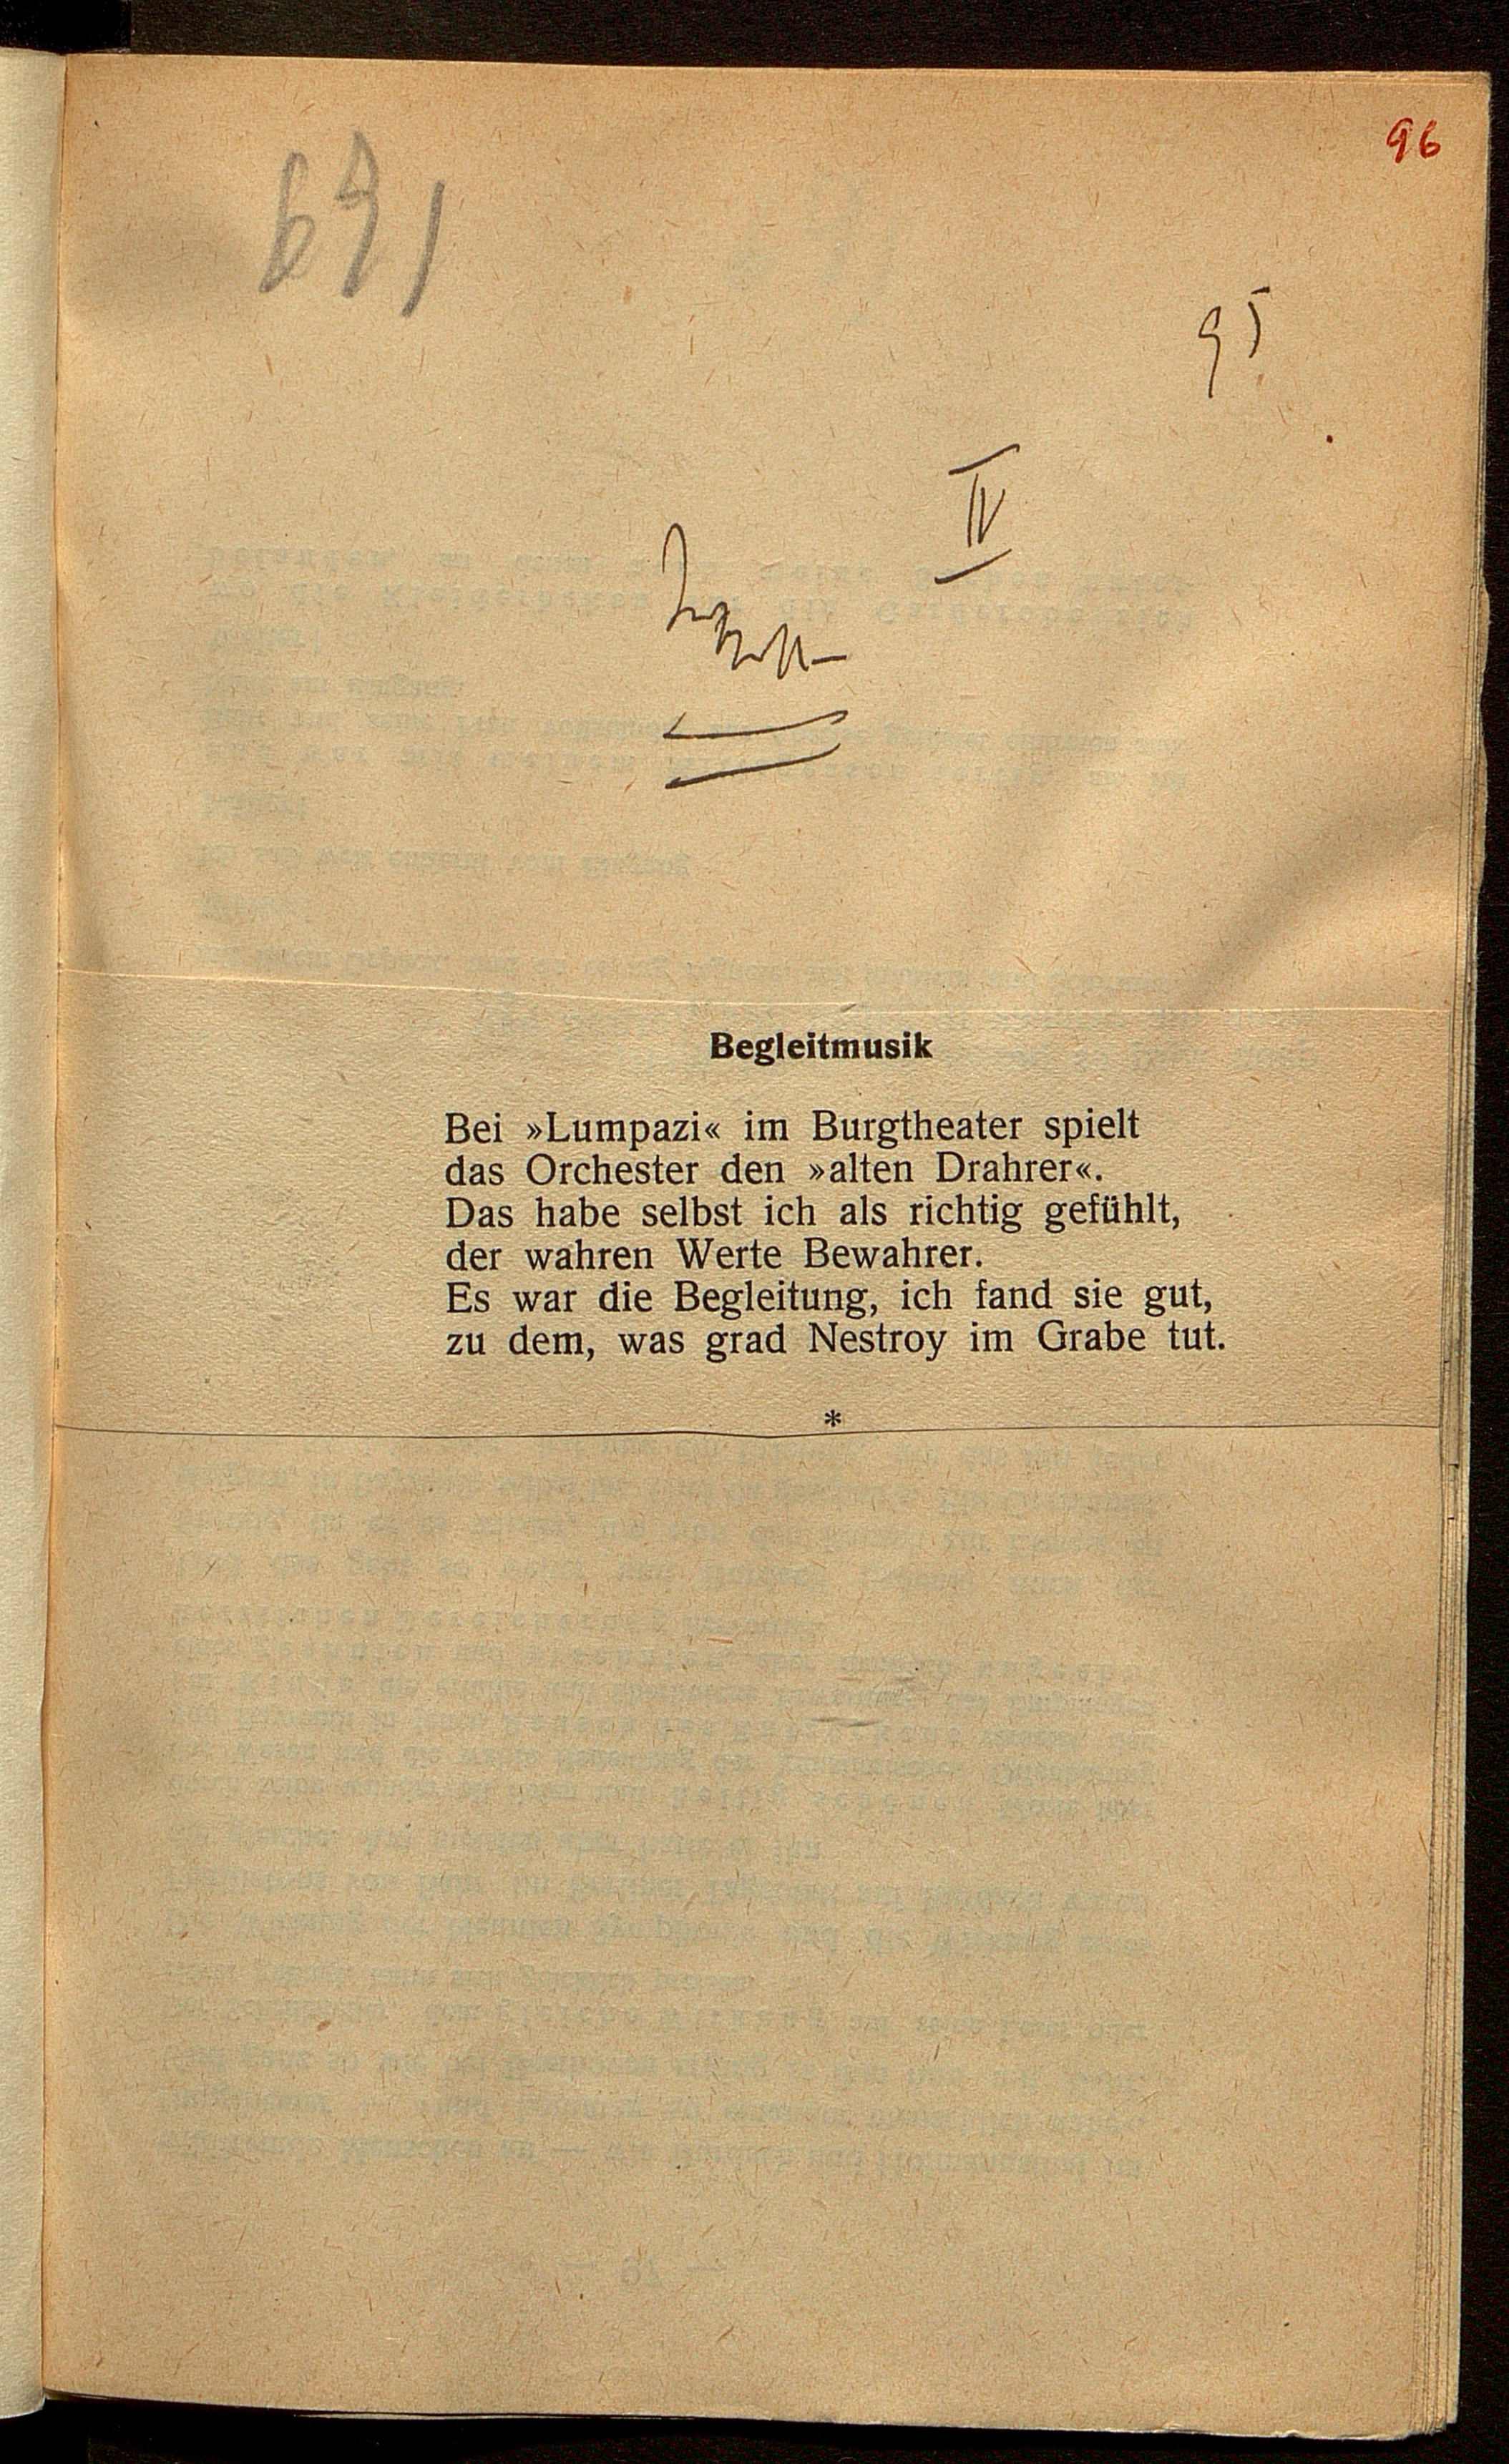 96
95
IV
Begleitmusik
Bei »Lumpazi« im Burgtheater spielt
das Orchester den »alten Drahrer«.
Das habe selbst ich als richtig gefühlt,
der wahren Werte Bewahrer.
Es war die Begleitung, ich fand sie gut,
zu dem, was grad Nestroy im Grabe tut.
*